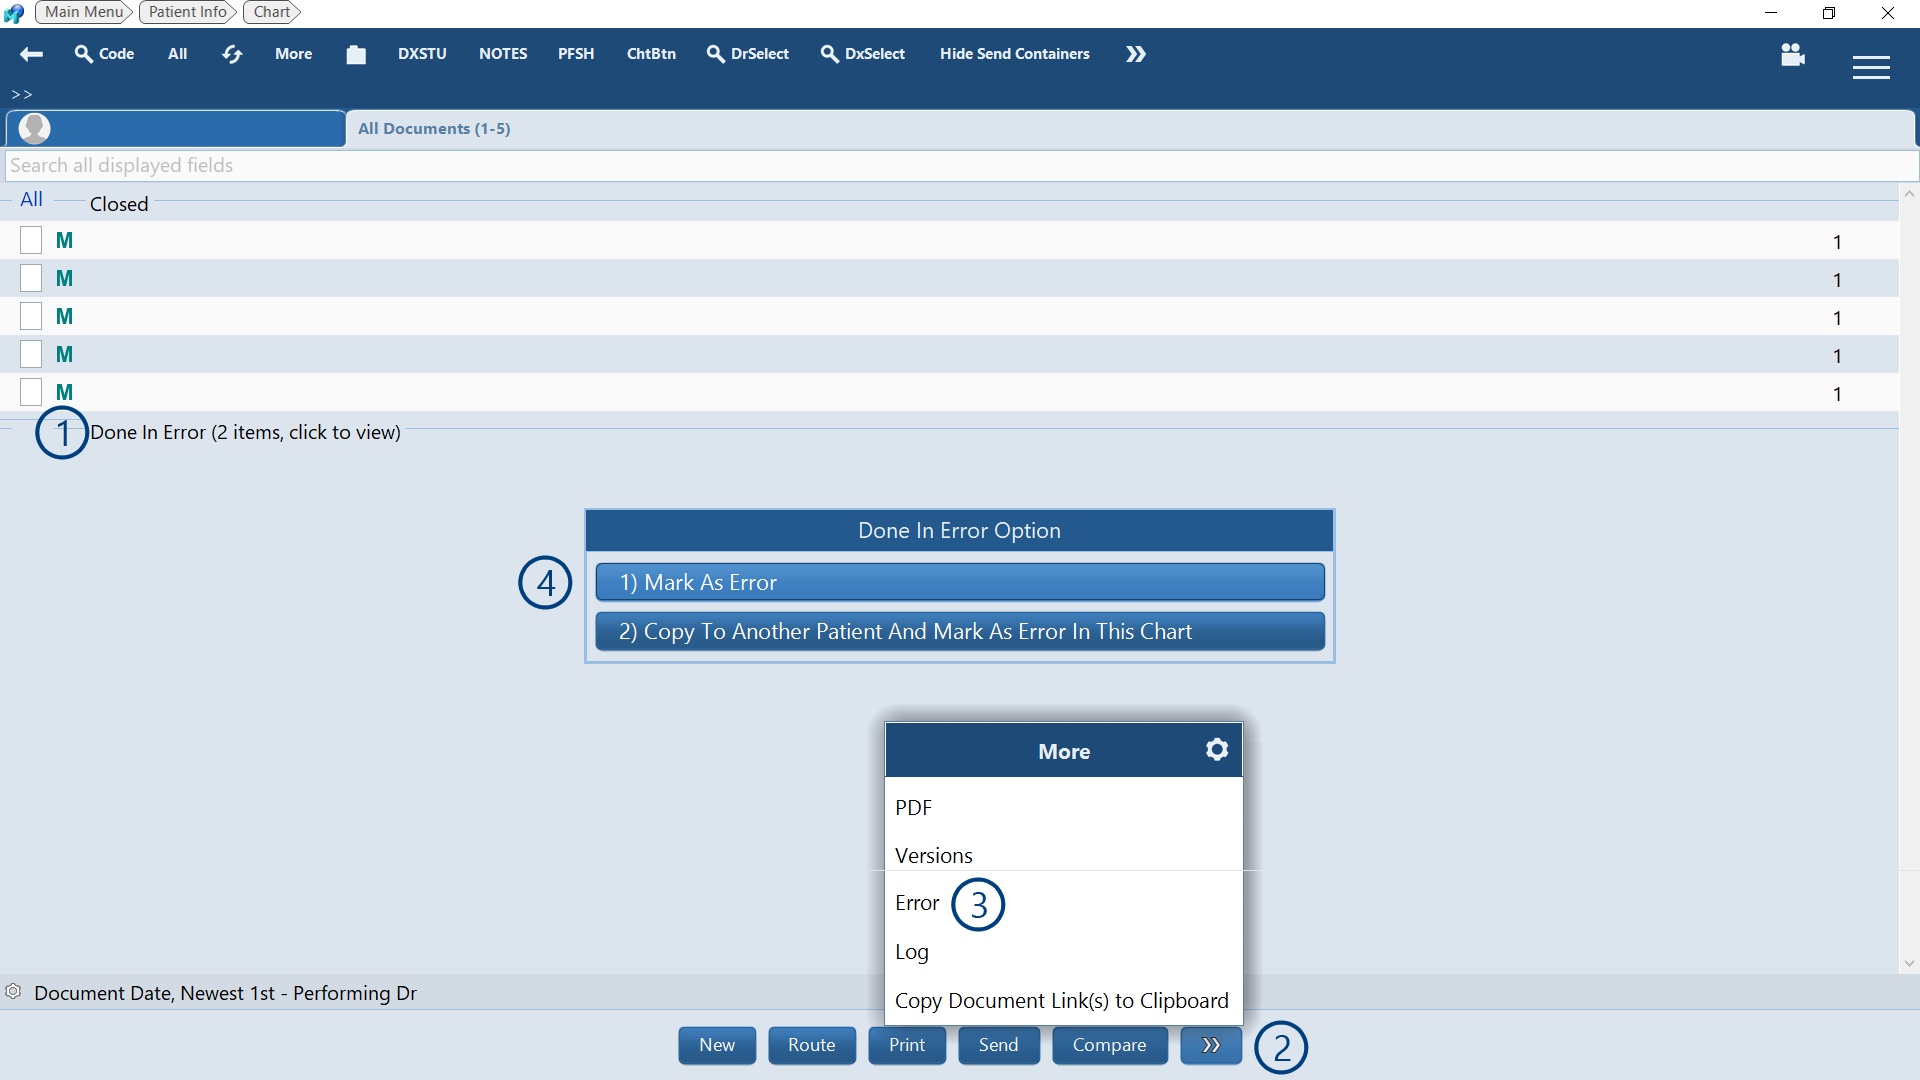 Main Menu Patient Info Chart
Code All More DXSTU NOTES PFSH ChtBtn DrSelect DxSelect Hide Send Containers »
>>
All Documents (1-5)
Search all displayed fields
All Closed
M 1
M 1
M 1
M 1
M 1
1 Done In Error (2 items, click to view)
Done In Error Option
4 1) Mark As Error
2) Copy To Another Patient And Mark As Error In This Chart
More
PDF
Versions
Error 3
Log
Copy Document Link(s) to Clipboard
Document Date, Newest 1st - Performing Dr
New Route Print Send Compare » 2